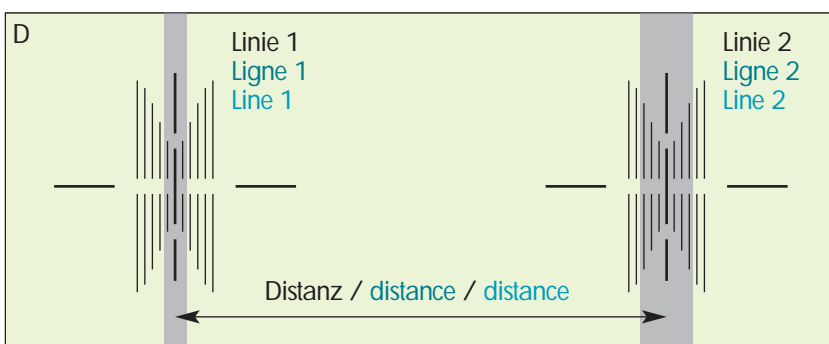 D
Linie 1
Ligne 1
Line 1
Linie 2
Ligne 2
Line 2
Distanz / distance / distance